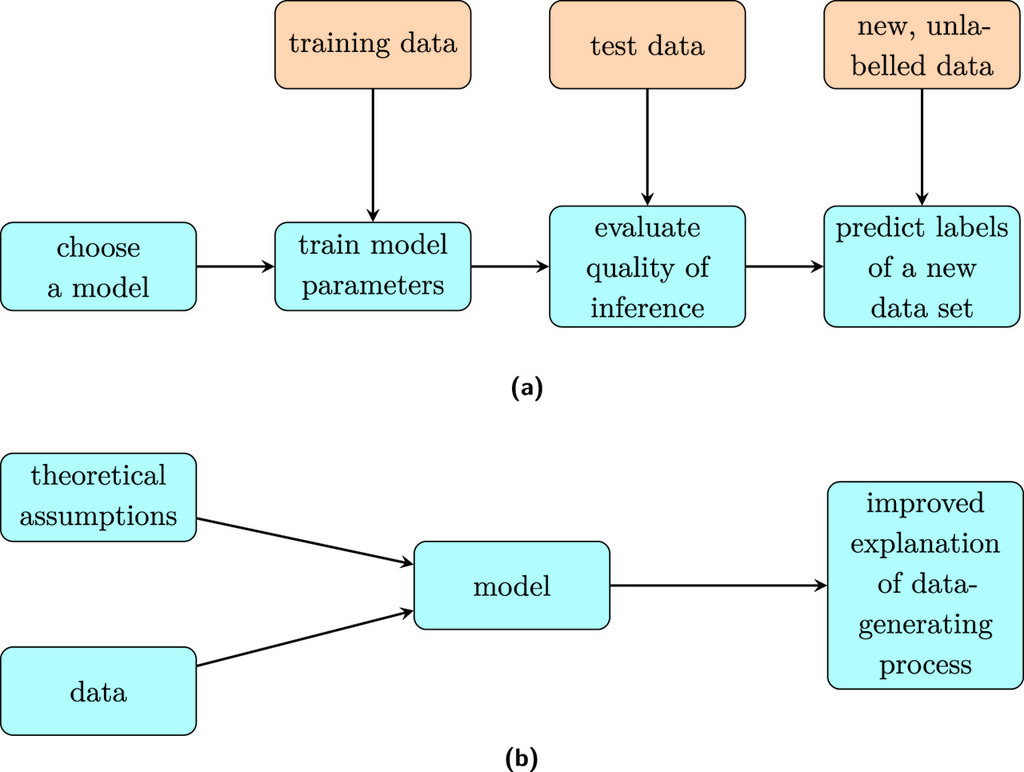 training data
test data
new, unla-
belled data
choose
a model
train model
parameters
evaluate
quality of
inference
predict labels
of a new
data set
(a)
theoretical
assumptions
data
model
improved
explanation
of data-
generating
process
(b)